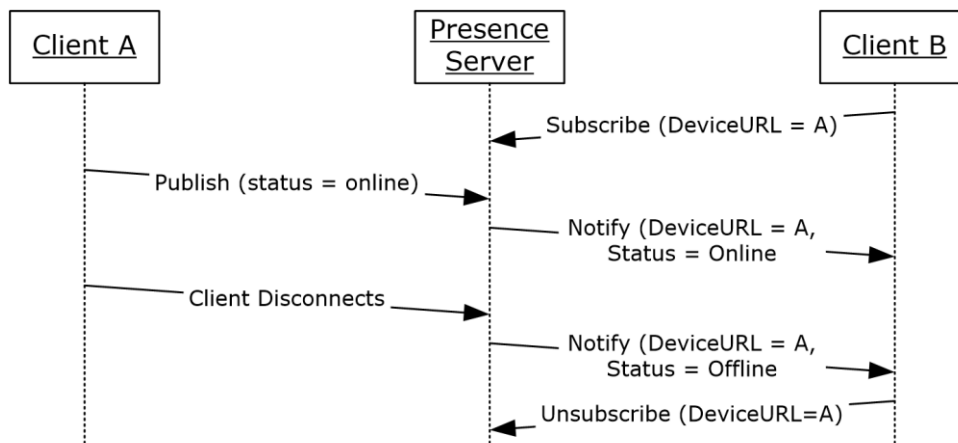 Client A
Presence
Server
Client B
Subscribe (DeviceURL = A)
Publish (status = online)
Notify (DeviceURL = A,
Status = Online
Client Disconnects
Notify (DeviceURL = A,
Status = Offline
Unsubscribe (DeviceURL=A)